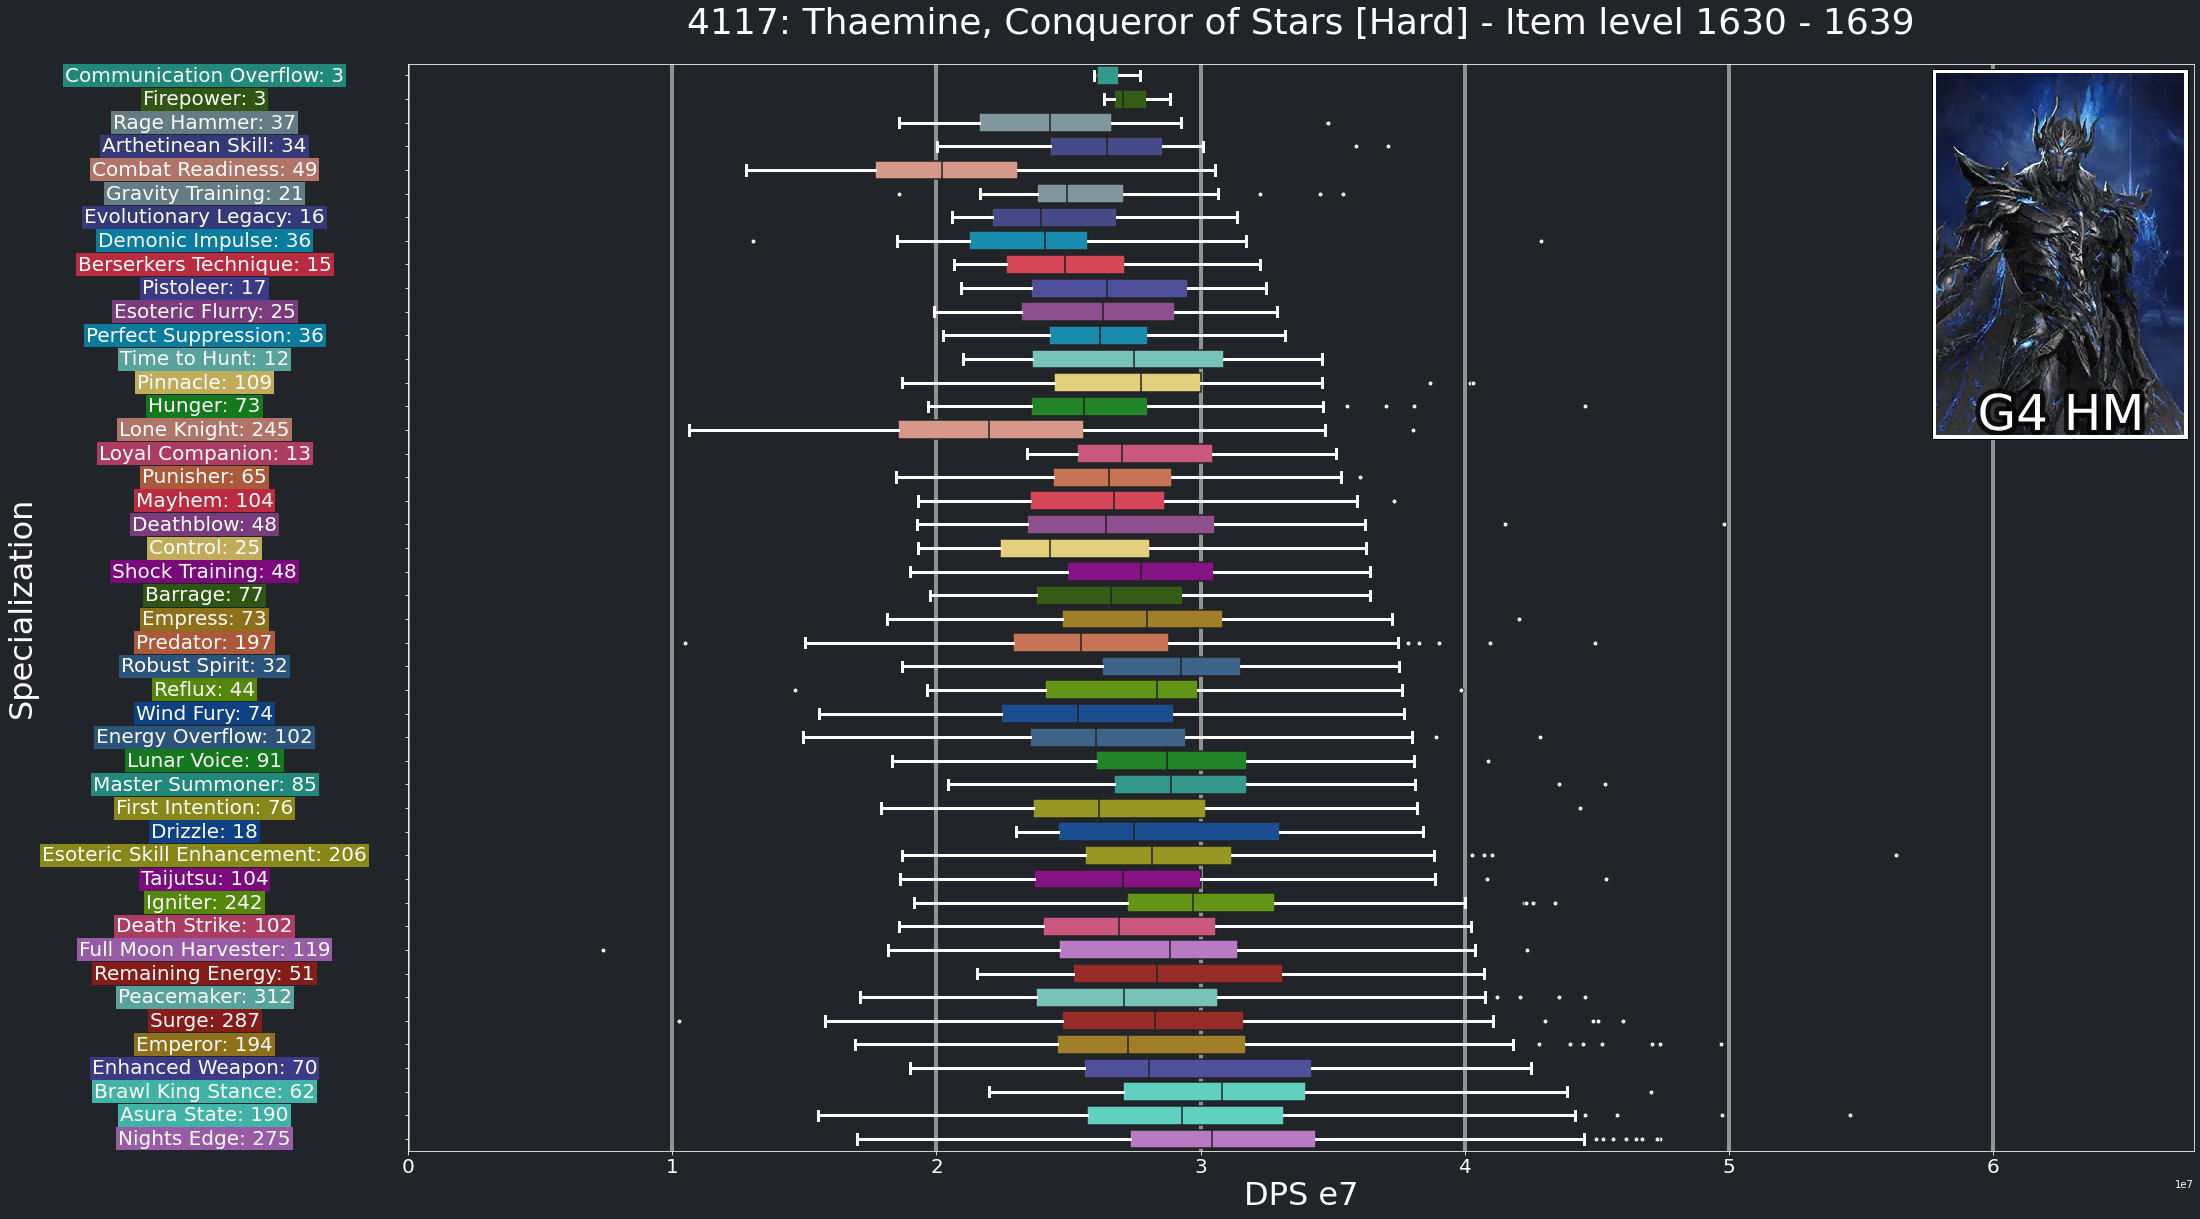 4117: Thaemine, Conqueror of Stars [Hard] - Item level 1630 - 1639
Communication Overflow: 3
Firepower: 3
Rage Hammer: 37
Arthetinean Skill: 34
Combat Readiness: 49
Gravity Training: 21
Evolutionary Legacy: 16
Demonic Impulse: 36
Berserkers Technique: 15
Pistoleer: 17
Esoteric Flurry: 25
Perfect Suppression: 36
Time to Hunt: 12
Pinnacle: 109
Hunger: 73
Lone Knight: 245
Loyal Companion: 13
Punisher: 65
Mayhem: 104
Deathblow: 48
Control: 25
Shock Training: 48
Barrage: 77
Empress: 73
Predator: 197
Robust Spirit: 32
Reflux: 44
Wind Fury: 74
Energy Overflow: 102
Lunar Voice: 91
Master Summoner: 85
First Intention: 76
Drizzle: 18
Esoteric Skill Enhancement: 206
Taijutsu: 104
Igniter: 242
Death Strike: 102
Full Moon Harvester: 119
Remaining Energy: 51
Peacemaker: 312
Surge: 287
Emperor: 194
Enhanced Weapon: 70
Brawl King Stance: 62
Asura State: 190
Nights Edge: 275
Specialization
G4 HM
0 1 2 3 4 5 6
DPS e7
1e7